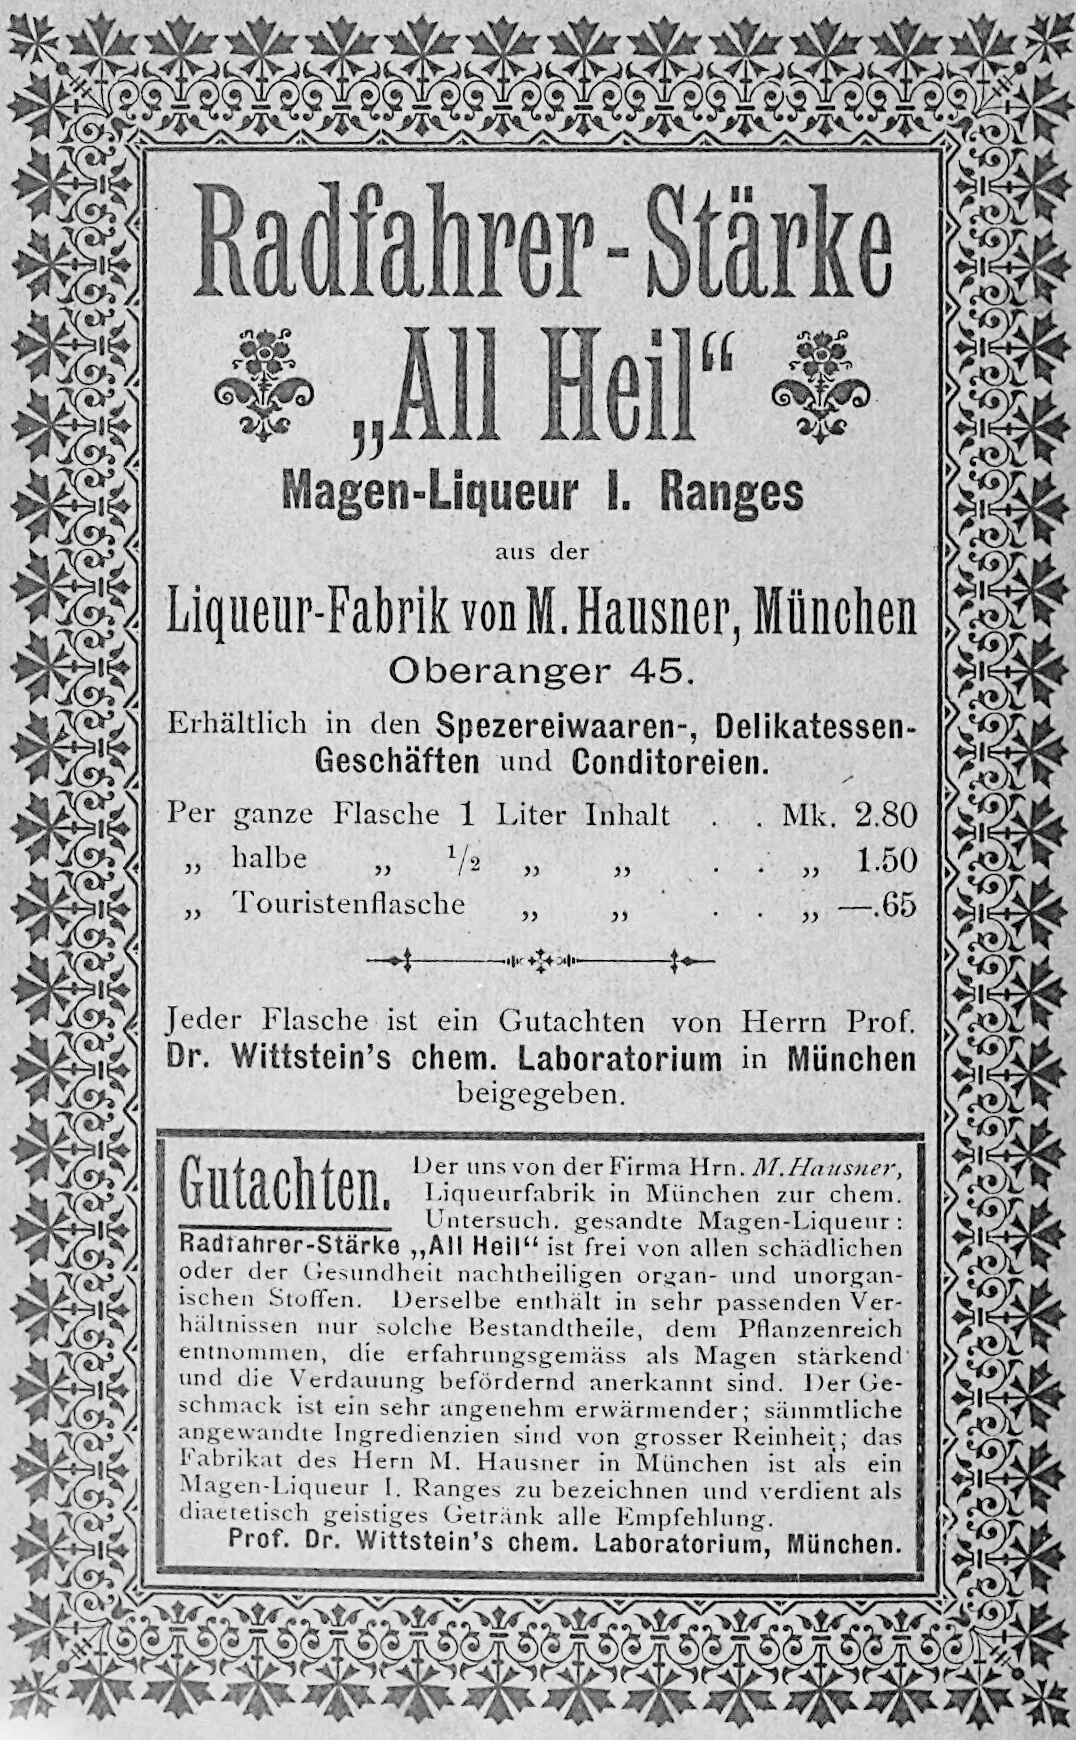 Radfahrer-Stärke
„All Heil“
Magen-Liqueur I. Ranges
aus der
Liqueur-Fabrik von M. Hausner, München
Oberanger 45.
Erhältlich in den Spezereiwaaren-, Delikatessen-
Geschäften und Conditoreien.
Per ganze Flasche 1 Liter Inhalt . . Mk. 2.80
„ halbe „ 1/2 „ „ . . „ 1.50
„ Touristenflasche „ „ . . „ —.65
Jeder Flasche ist ein Gutachten von Herrn Prof.
Dr. Wittstein's chem. Laboratorium in München
beigegeben.
Gutachten. Der uns von der Firma Hrn. M. Hausner,
Liqueurfabrik in München zur chem.
Untersuch. gesandte Magen-Liqueur:
Radfahrer-Stärke „All Heil“ ist frei von allen schädlichen
oder der Gesundheit nachtheiligen organ- und unorgan-
ischen Stoffen. Derselbe enthält in sehr passenden Ver-
hältnissen nur solche Bestandtheile, dem Pflanzenreich
entnommen, die erfahrungsgemäss als Magen stärkend
und die Verdauung befördernd anerkannt sind. Der Ge-
schmack ist ein sehr angenehm erwärmender; sämmtliche
angewandte Ingredienzien sind von grosser Reinheit; das
Fabrikat des Hern M. Hausner in München ist als ein
Magen-Liqueur I. Ranges zu bezeichnen und verdient als
diaetetisch geistiges Getränk alle Empfehlung.
Prof. Dr. Wittstein's chem. Laboratorium, München.